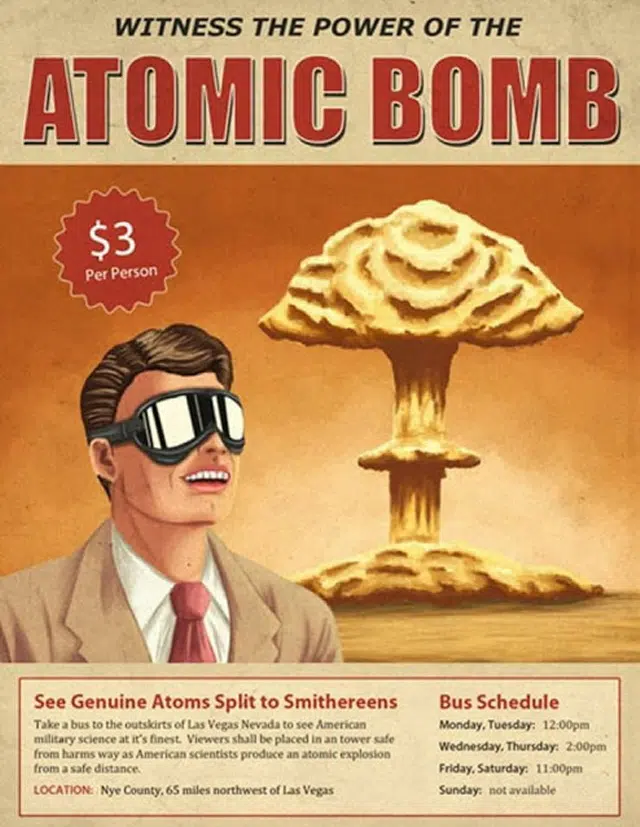 WITNESS THE POWER OF THE
ATOMIC BOMB
$3
Per Person
See Genuine Atoms Split to Smithereens
Take a bus to the outskirts of Las Vegas Nevada to see American
military science at it's finest. Viewers shall be placed in an tower safe
from harms way as American scientists produce an atomic explosion
from a safe distance.
LOCATION: Nye County, 65 miles northwest of Las Vegas
Bus Schedule
Monday, Tuesday: 12:00pm
Wednesday, Thursday: 2:00pm
Friday, Saturday: 11:00pm
Sunday: not available